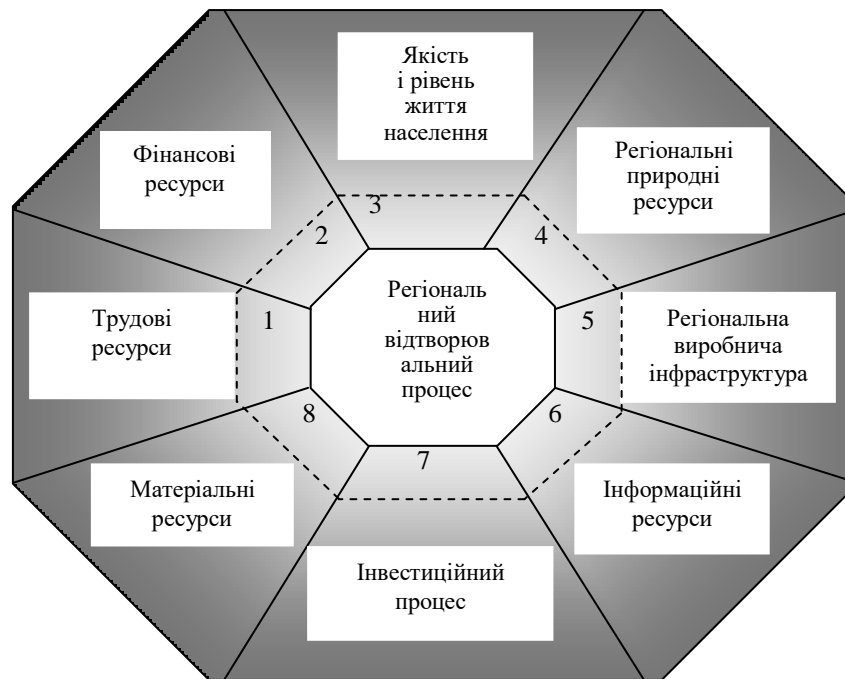 Якість
і рівень
життя
населення
Фінансові
ресурси
Регіональні
природні
ресурси
3
2
4
Регіональ
ний
відтворюв
альний
процес
1
5
Трудові
ресурси
Регіональна
виробнича
інфраструктура
8
6
7
Матеріальні
ресурси
Інформаційні
ресурси
Інвестиційний
процес